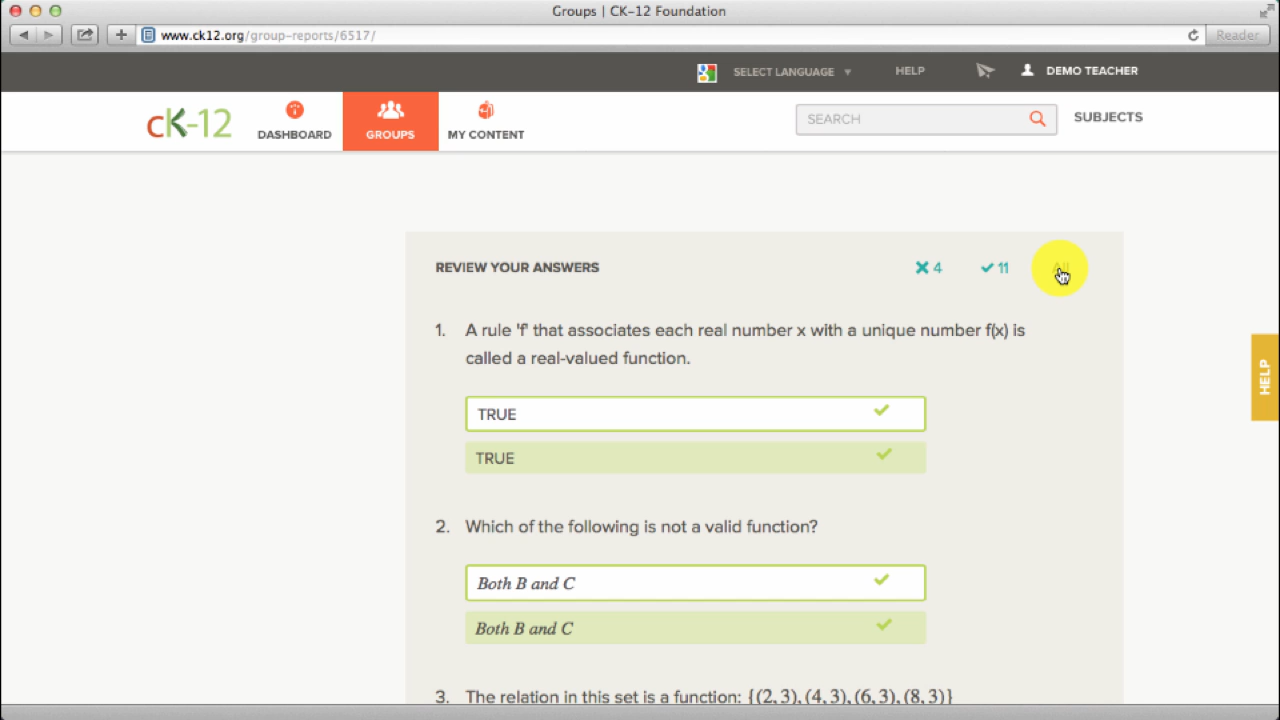 Groups | CK-12 Foundation
www.ck12.org/group-reports/6517/
Reader
SELECT LANGUAGE
HELP
DEMO TEACHER
cK-12
DASHBOARD
GROUPS
MY CONTENT
SEARCH
SUBJECTS
REVIEW YOUR ANSWERS
4
11
All
1. A rule 'f' that associates each real number x with a unique number f(x) is
called a real-valued function.
TRUE
TRUE
HELP
2. Which of the following is not a valid function?
Both B and C
Both B and C
3. The relation in this set is a function: {(2, 3), (4, 3), (6, 3), (8, 3)}